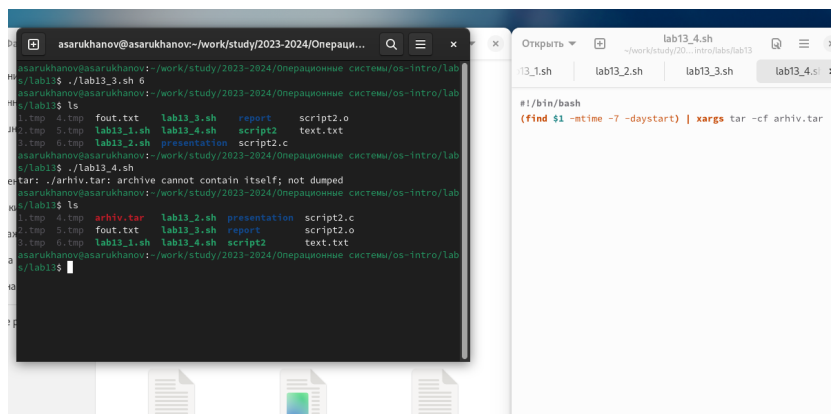 asarukhanov@asarukhanov:~/work/study/2023-2024/Операци...
asarukhanov@asarukhanov:~/work/study/2023-2024/Операционные системы/os-intro/lab
s/lab13$ ./lab13_3.sh 6
asarukhanov@asarukhanov:~/work/study/2023-2024/Операционные системы/os-intro/lab
s/lab13$ ls
1.tmp 4.tmp fout.txt lab13_3.sh report script2.o
2.tmp 5.tmp lab13_1.sh lab13_4.sh script2 text.txt
3.tmp 6.tmp lab13_2.sh presentation script2.c
asarukhanov@asarukhanov:~/work/study/2023-2024/Операционные системы/os-intro/lab
s/lab13$ ./lab13_4.sh
tar: ./arhiv.tar: archive cannot contain itself; not dumped
asarukhanov@asarukhanov:~/work/study/2023-2024/Операционные системы/os-intro/lab
s/lab13$ ls
1.tmp 4.tmp arhiv.tar lab13_2.sh presentation script2.c
2.tmp 5.tmp fout.txt lab13_3.sh report script2.o
3.tmp 6.tmp lab13_1.sh lab13_4.sh script2 text.txt
asarukhanov@asarukhanov:~/work/study/2023-2024/Операционные системы/os-intro/lab
s/lab13$
Открыть
lab13_4.sh
~/work/study/20...intro/labs/lab13
13_1.sh lab13_2.sh lab13_3.sh lab13_4.s
#!/bin/bash
(find $1 -mtime -7 -daystart) | xargs tar -cf arhiv.tar